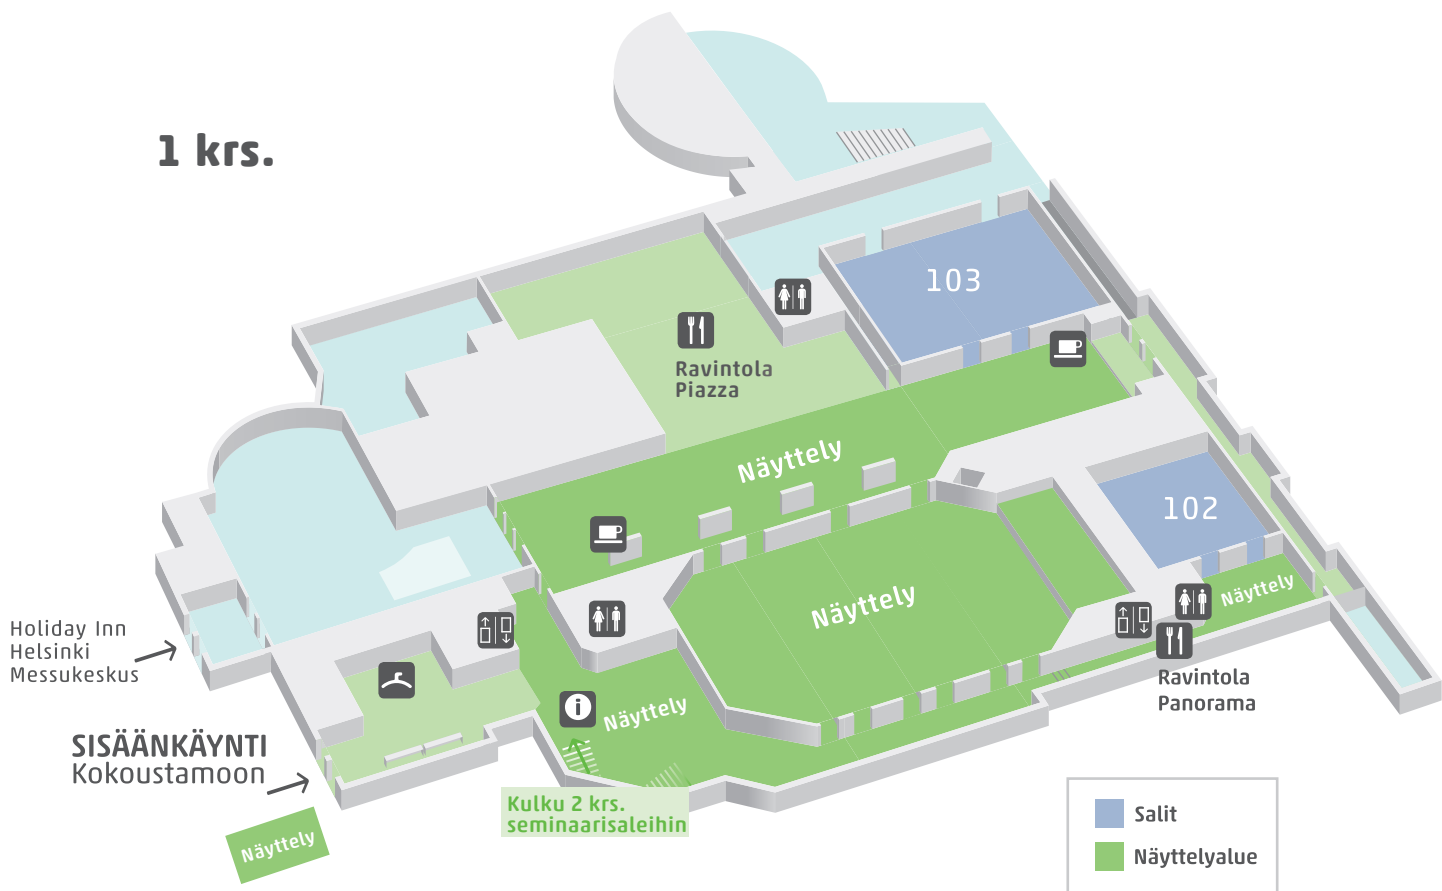 1 krs.
103
Ravintola
Piazza
Näyttely
102
Näyttely
Näyttely
Holiday Inn
Helsinki
Messukeskus
Ravintola
Panorama
i
Näyttely
SISÄÄNKÄYNTI
Kokoustamoon
Kulku 2 krs.
seminaarisaleihin
Näyttely
Salit
Näyttelyalue